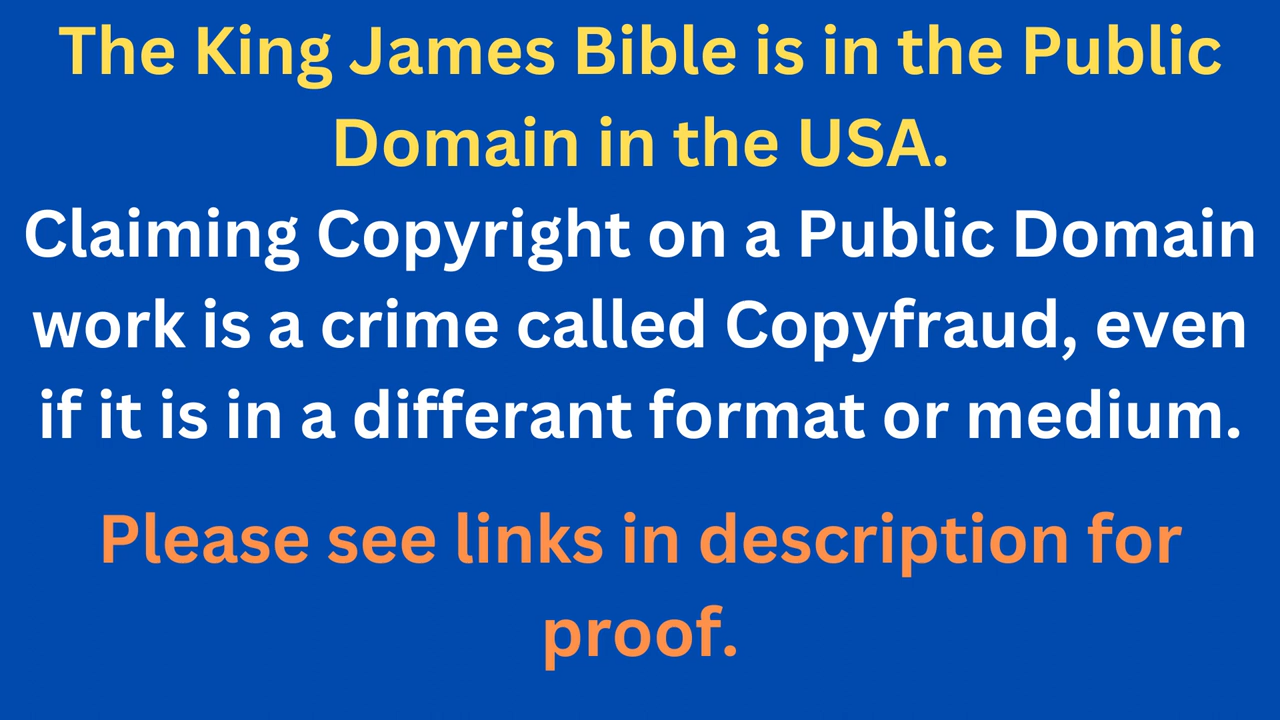 The King James Bible is in the Public
Domain in the USA.
Claiming Copyright on a Public Domain
work is a crime called Copyfraud, even
if it is in a differant format or medium.
Please see links in description for
proof.